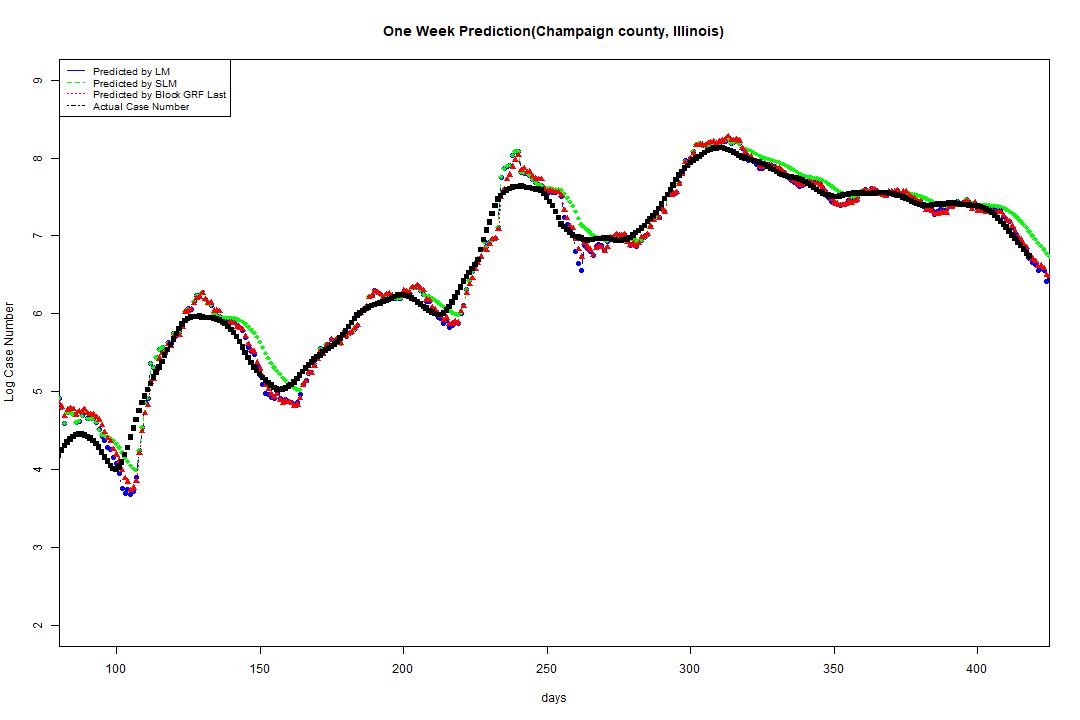 One Week Prediction(Champaign county, Illinois)
Predicted by LM
Predicted by SLM
Predicted by Block GRF Last
Actual Case Number
Log Case Number
9
8
7
6
5
4
3
2
100 150 200 250 300 350 400
days